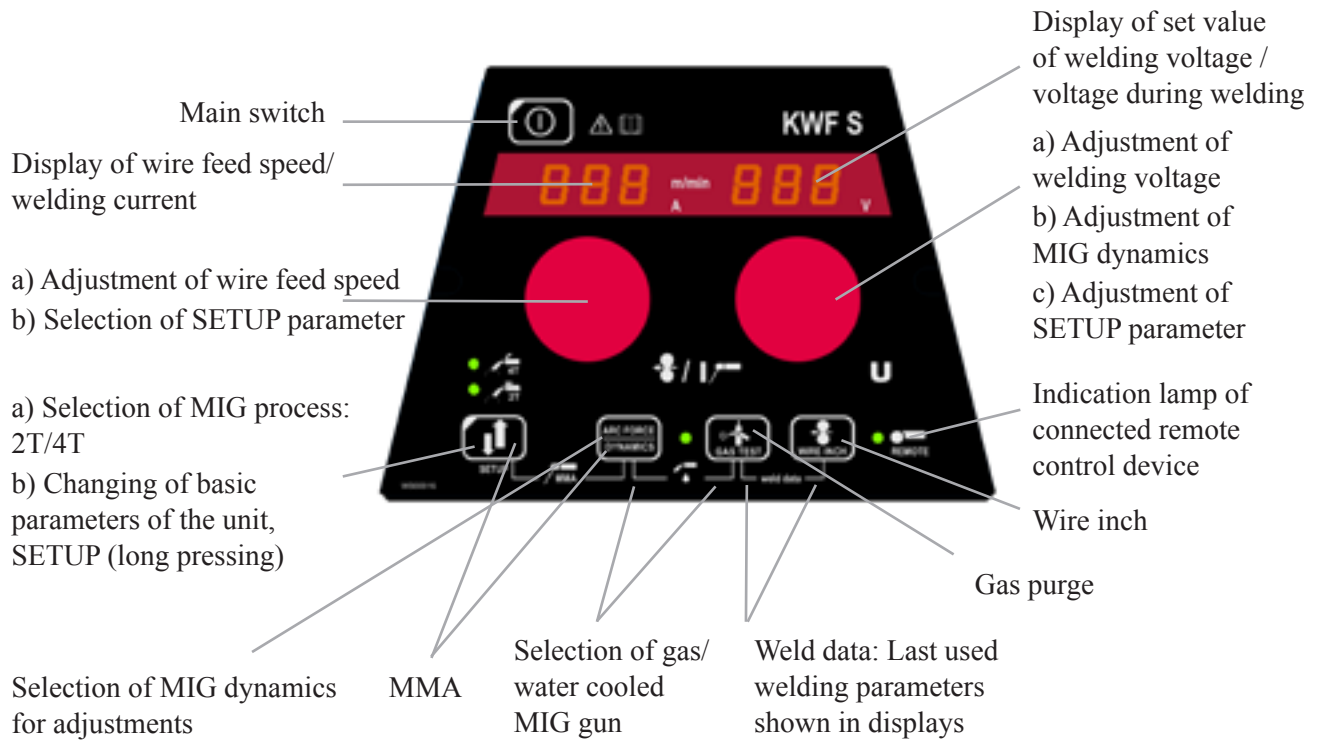 Display of set value
of welding voltage /
voltage during welding
Main switch
KWF S
Display of wire feed speed/
welding current
888
m/min
A
888
V
a) Adjustment of
welding voltage
b) Adjustment of
MIG dynamics
c) Adjustment of
SETUP parameter
a) Adjustment of wire feed speed
b) Selection of SETUP parameter
4T
2T
U
a) Selection of MIG process:
2T/4T
b) Changing of basic
parameters of the unit,
SETUP (long pressing)
Indication lamp of
connected remote
control device
ARC FORCE
DYNAMICS
GAS TEST
WIRE INCH
REMOTE
SETUP
MMA
weld data
Wire inch
Gas purge
Selection of MIG dynamics
for adjustments
MMA
Selection of gas/
water cooled
MIG gun
Weld data: Last used
welding parameters
shown in displays